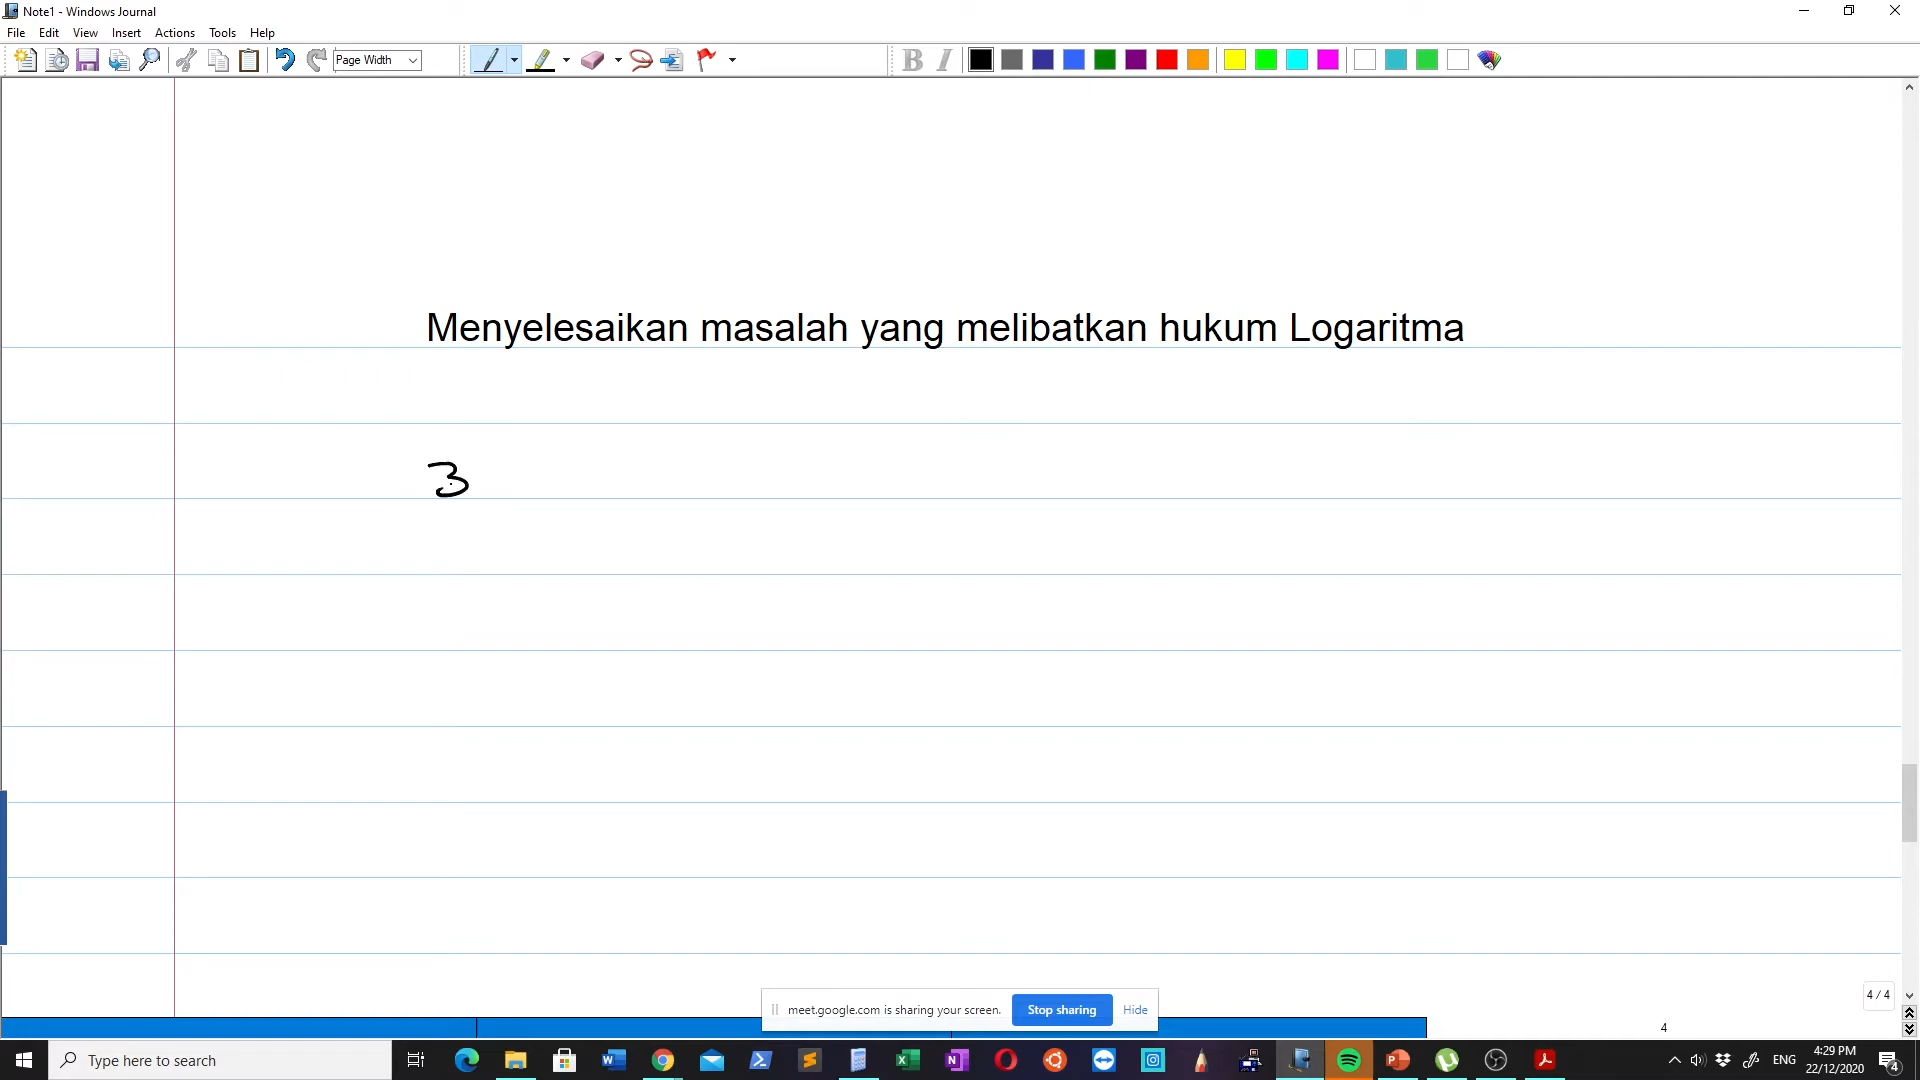 Note1 - Windows Journal
File Edit View Insert Actions Tools Help
Page Width B I
Menyelesaikan masalah yang melibatkan hukum Logaritma
3
4 / 4
meet.google.com is sharing your screen. Stop sharing Hide
4
Type here to search
ENG
4:29 PM
22/12/2020
4